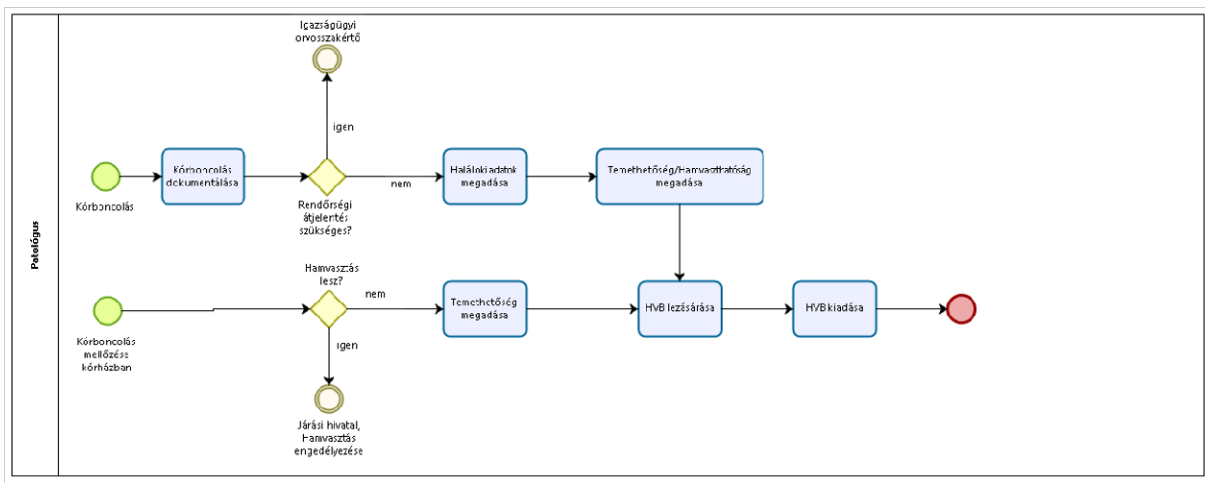 Patológus
Igazságügyi
orvosszakértő
igen
Kórboncolás
Kórboncolás
dokumentálása
Rendőrségi
átjelentés
szükséges?
nem
Halálokiadatok
megadása
Temethetőség/Hamvaszthatóság
megadása
Hamvasztás
lesz?
nem
igen
Kórboncolás
mellőzése
kórházban
Temethetőség
megadása
HVB lezásárása
HVB kiadása
Járási hivatal,
Hamvasztás
engedélyezése